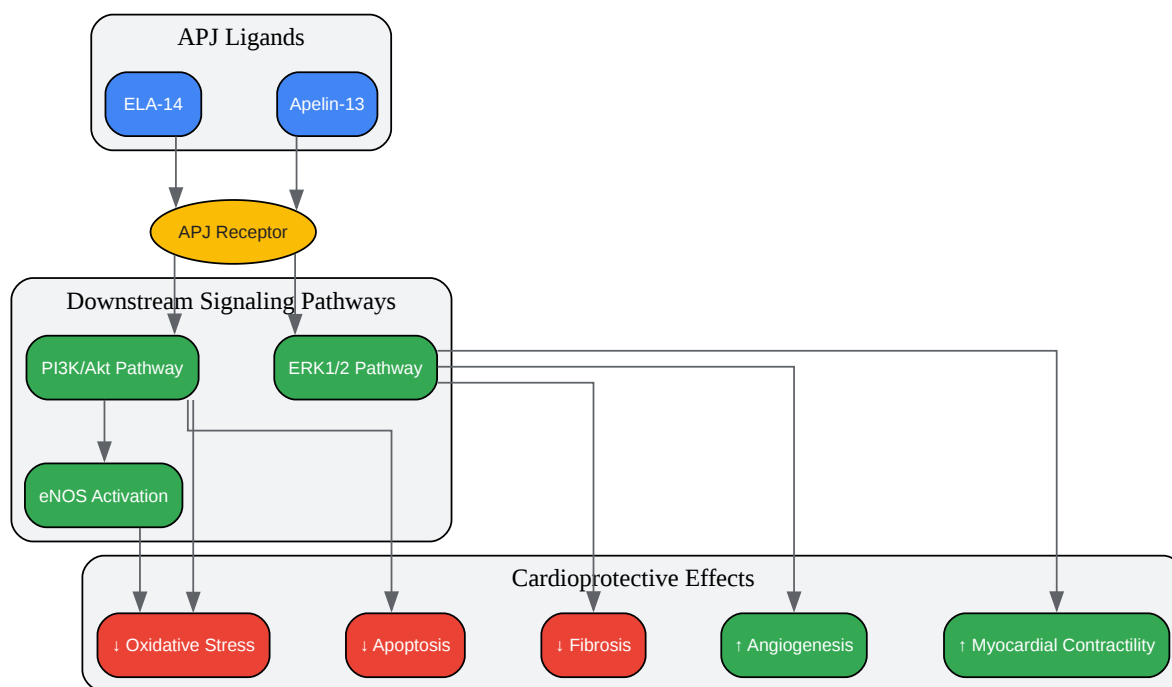 APJ Ligands
ELA-14
Apelin-13
APJ Receptor
Downstream Signaling Pathways
PI3K/Akt Pathway
ERK1/2 Pathway
eNOS Activation
Cardioprotective Effects
↓ Oxidative Stress
↓ Apoptosis
↓ Fibrosis
↑ Angiogenesis
↑ Myocardial Contractility